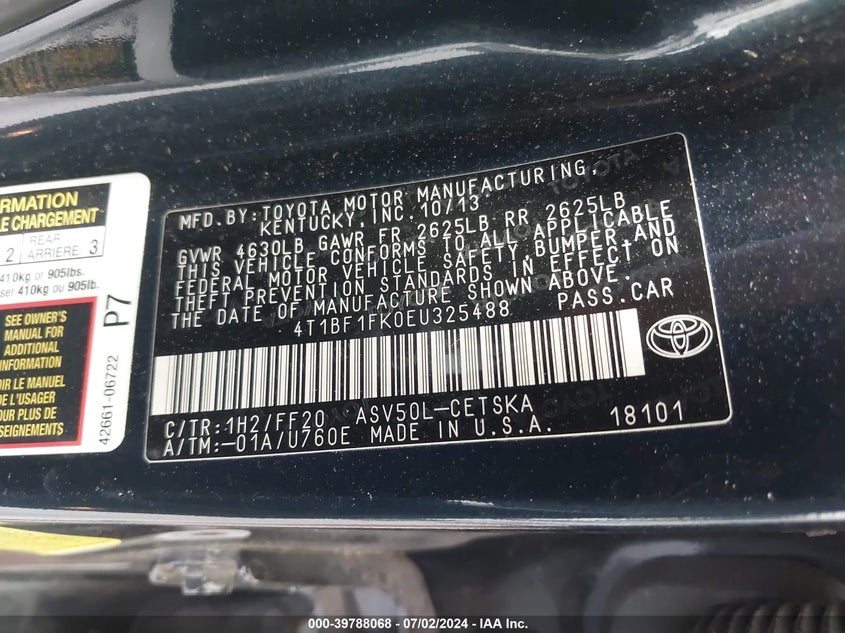 RMATION
LE CHARGEMENT
2 REAR
ARRIERE: 3
410kg or 905lbs.
ser 410kg ou 905lb.
SEE OWNER'S
MANUAL FOR
ADDITIONAL
INFORMATION
OIR LE MANUEL
DE L'USAGER
OUR PLUS DE
SEIGNEMENTS
P7
42661-06722
MFD.BY:TOYOTA MOTOR MANUFACTURING,
KENTUCKY,INC.10/13
GVWR 4630LB GAWR FR 2625LB RR 2625LB
THIS VEHICLE CONFORMS TO ALL APPLICABLE
FEDERAL MOTOR VEHICLE SAFETY,BUMPER,AND
THEFT PREVENTION STANDARDS IN EFFECT ON
THE DATE OF MANUFACTURE SHOWN ABOVE.
4T1BF1FK0EU325488 PASS.CAR
C/TR:1H2/FF20 ASV50L-CETSKA
A/TM:-01A/U760E MADE IN U.S.A. 18101
000-39788068 - 07/02/2024 - IAA Inc.